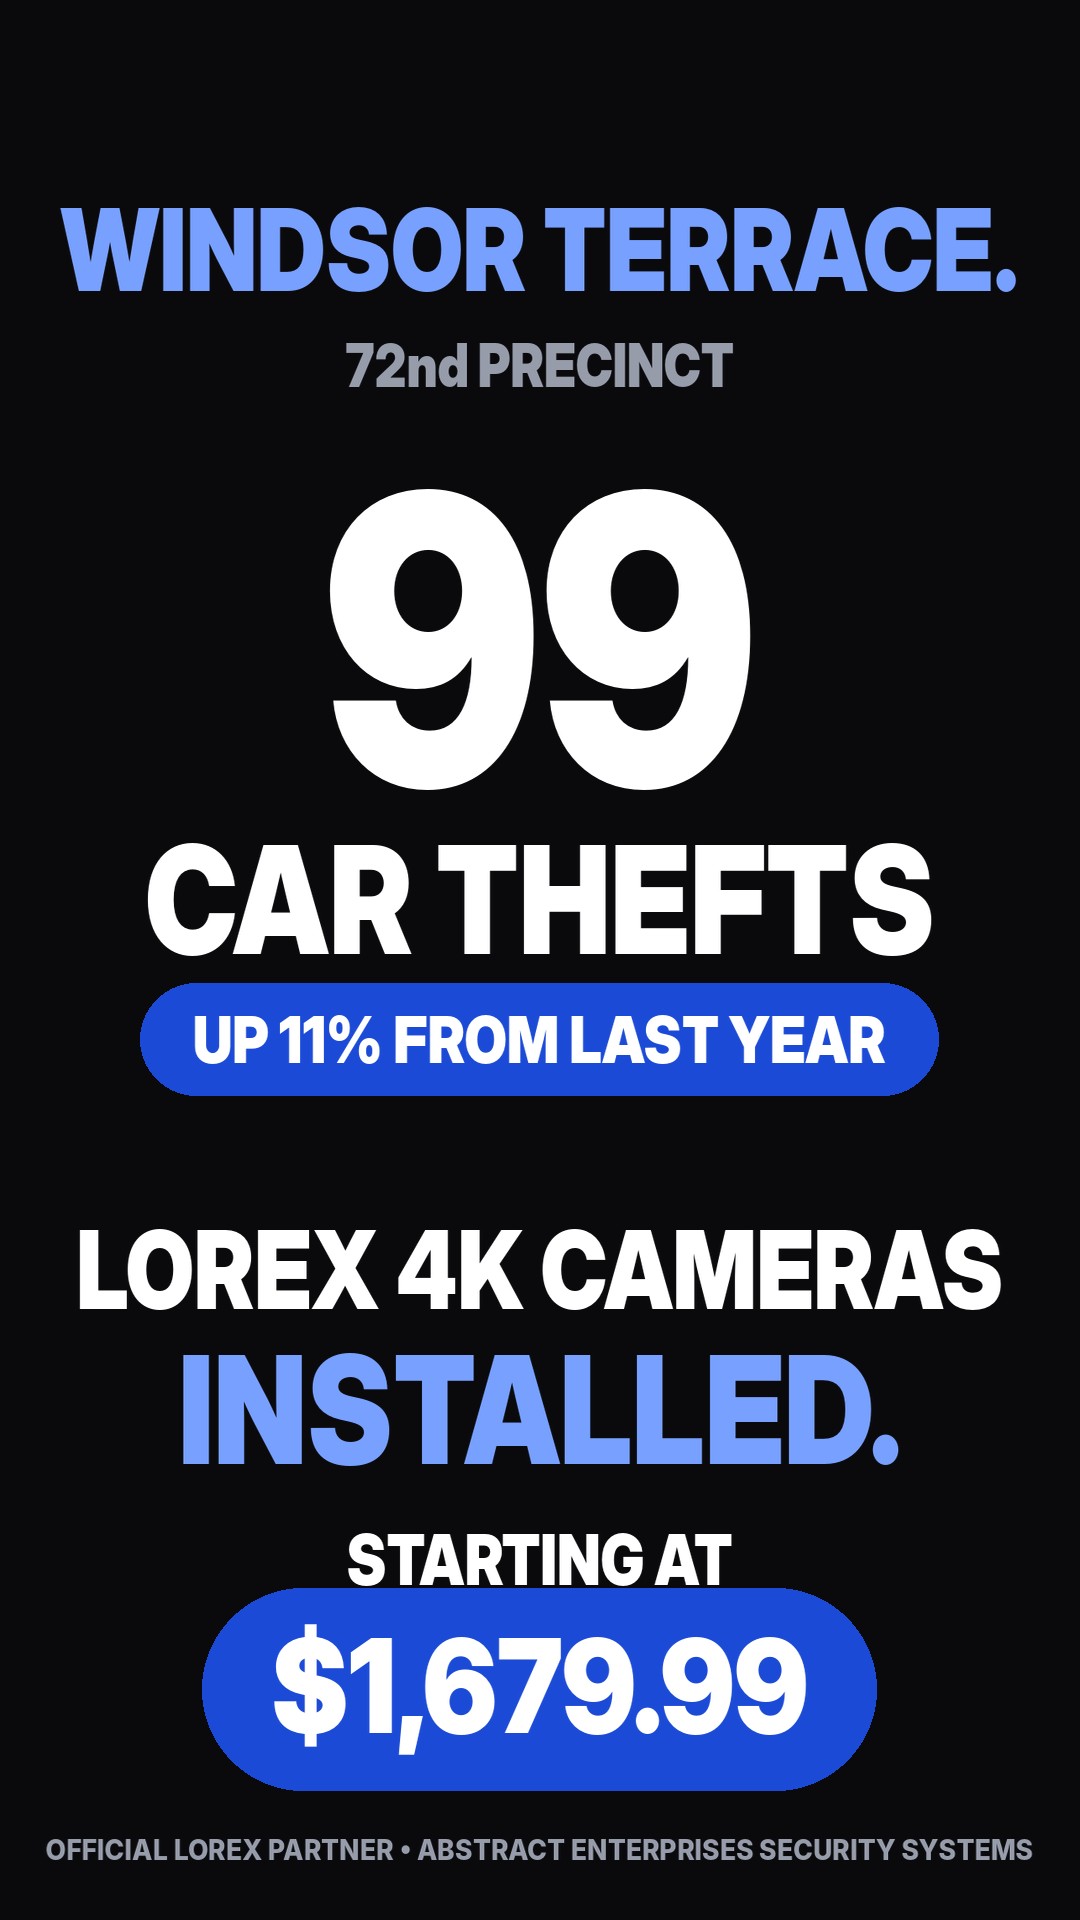 WINDSOR TERRACE.
72nd PRECINCT
99
CAR THEFTS
UP 11% FROM LAST YEAR
LOREX 4K CAMERAS
INSTALLED.
STARTING AT
$1,679.99
OFFICIAL LOREX PARTNER • ABSTRACT ENTERPRISES SECURITY SYSTEMS